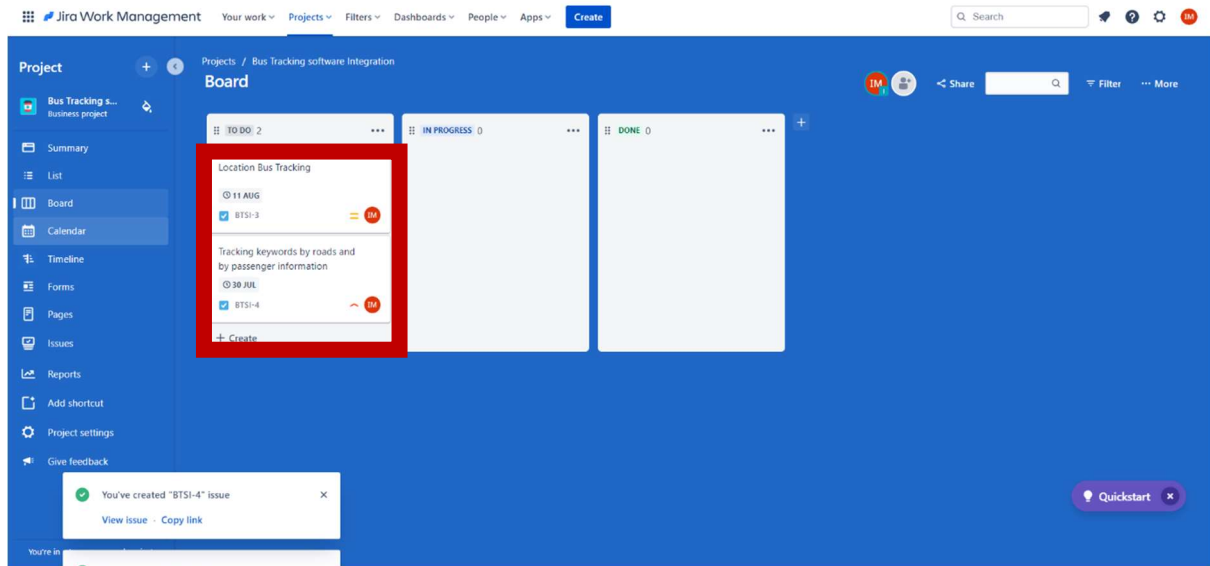 Jira Work Management
Your work
Projects
Filters
Dashboards
People
Apps
Create
Search
IM
Project
Bus Tracking s...
Business project
Summary
List
Board
Calendar
Timeline
Forms
Pages
Issues
Reports
Add shortcut
Project settings
Give feedback
You're in
Projects / Bus Tracking software Integration
Board
IM
Share
Filter
More
TO DO 2
Location Bus Tracking
11 AUG
BTSI-3
IM
Tracking keywords by roads and
by passenger information
30 JUL
BTSI-4
IM
+ Create
IN PROGRESS 0
DONE 0
You've created "BTSI-4" issue
View issue · Copy link
Quickstart